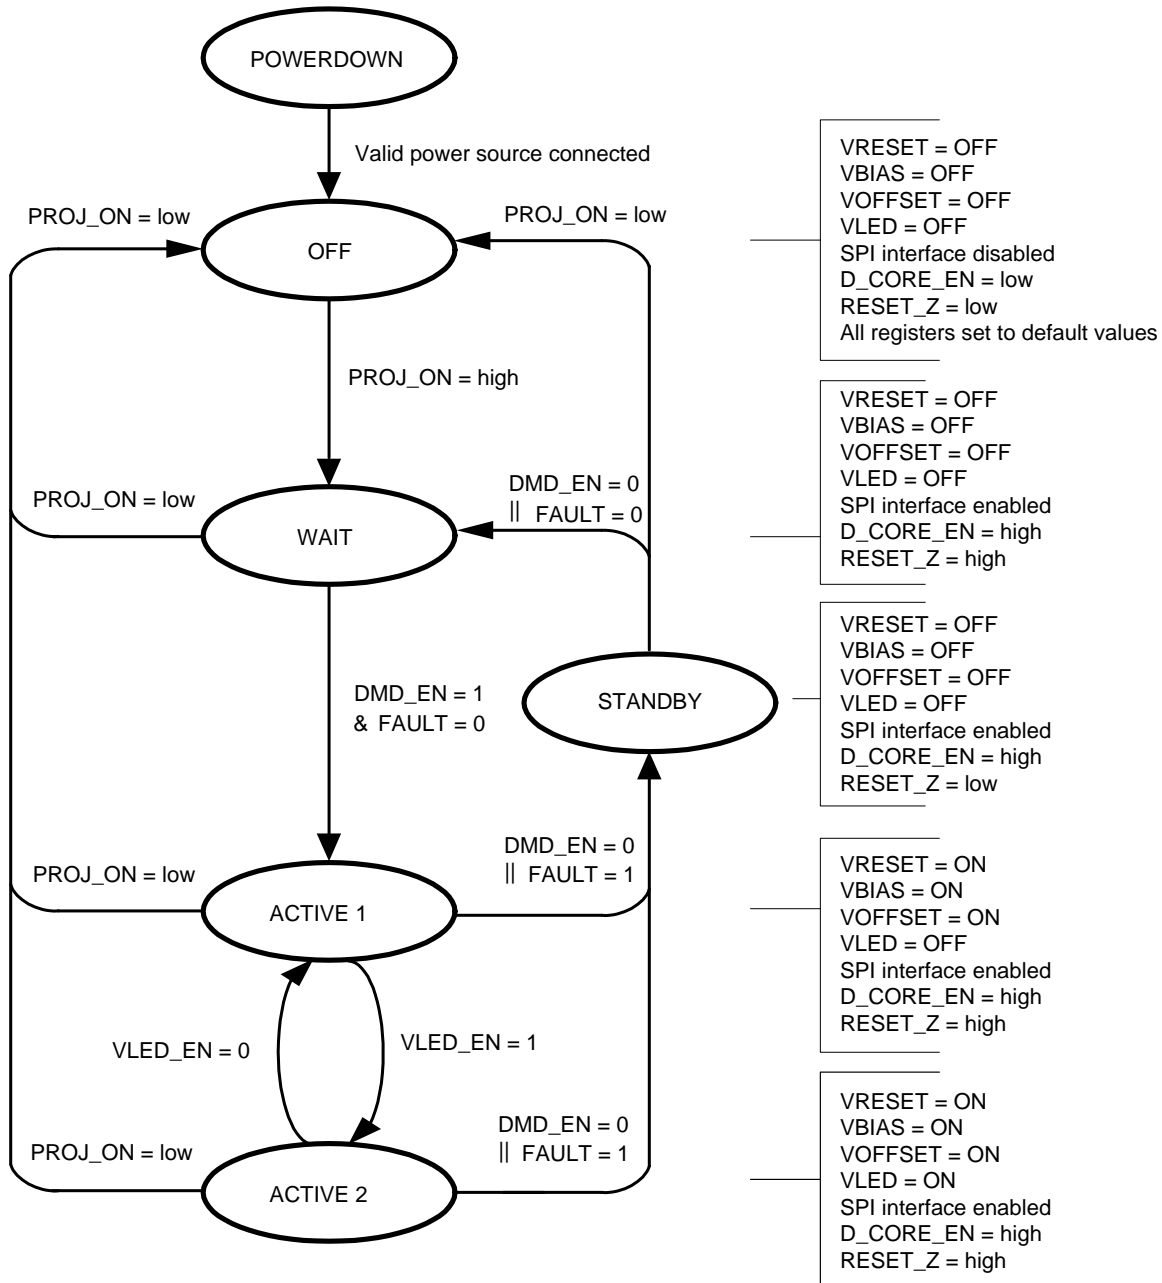 POWERDOWN
Valid power source connected
PROJ_ON = low
OFF
PROJ_ON = low
VRESET = OFF
VBIAS = OFF
VOFFSET = OFF
VLED = OFF
SPI interface disabled
D_CORE_EN = low
RESET_Z = low
All registers set to default values
PROJ_ON = high
PROJ_ON = low
WAIT
DMD_EN = 0
|| FAULT = 0
VRESET = OFF
VBIAS = OFF
VOFFSET = OFF
VLED = OFF
SPI interface enabled
D_CORE_EN = high
RESET_Z = high
DMD_EN = 1
& FAULT = 0
STANDBY
VRESET = OFF
VBIAS = OFF
VOFFSET = OFF
VLED = OFF
SPI interface enabled
D_CORE_EN = high
RESET_Z = low
PROJ_ON = low
ACTIVE 1
DMD_EN = 0
|| FAULT = 1
VRESET = ON
VBIAS = ON
VOFFSET = ON
VLED = OFF
SPI interface enabled
D_CORE_EN = high
RESET_Z = high
VLED_EN = 0
VLED_EN = 1
PROJ_ON = low
ACTIVE 2
DMD_EN = 0
|| FAULT = 1
VRESET = ON
VBIAS = ON
VOFFSET = ON
VLED = ON
SPI interface enabled
D_CORE_EN = high
RESET_Z = high